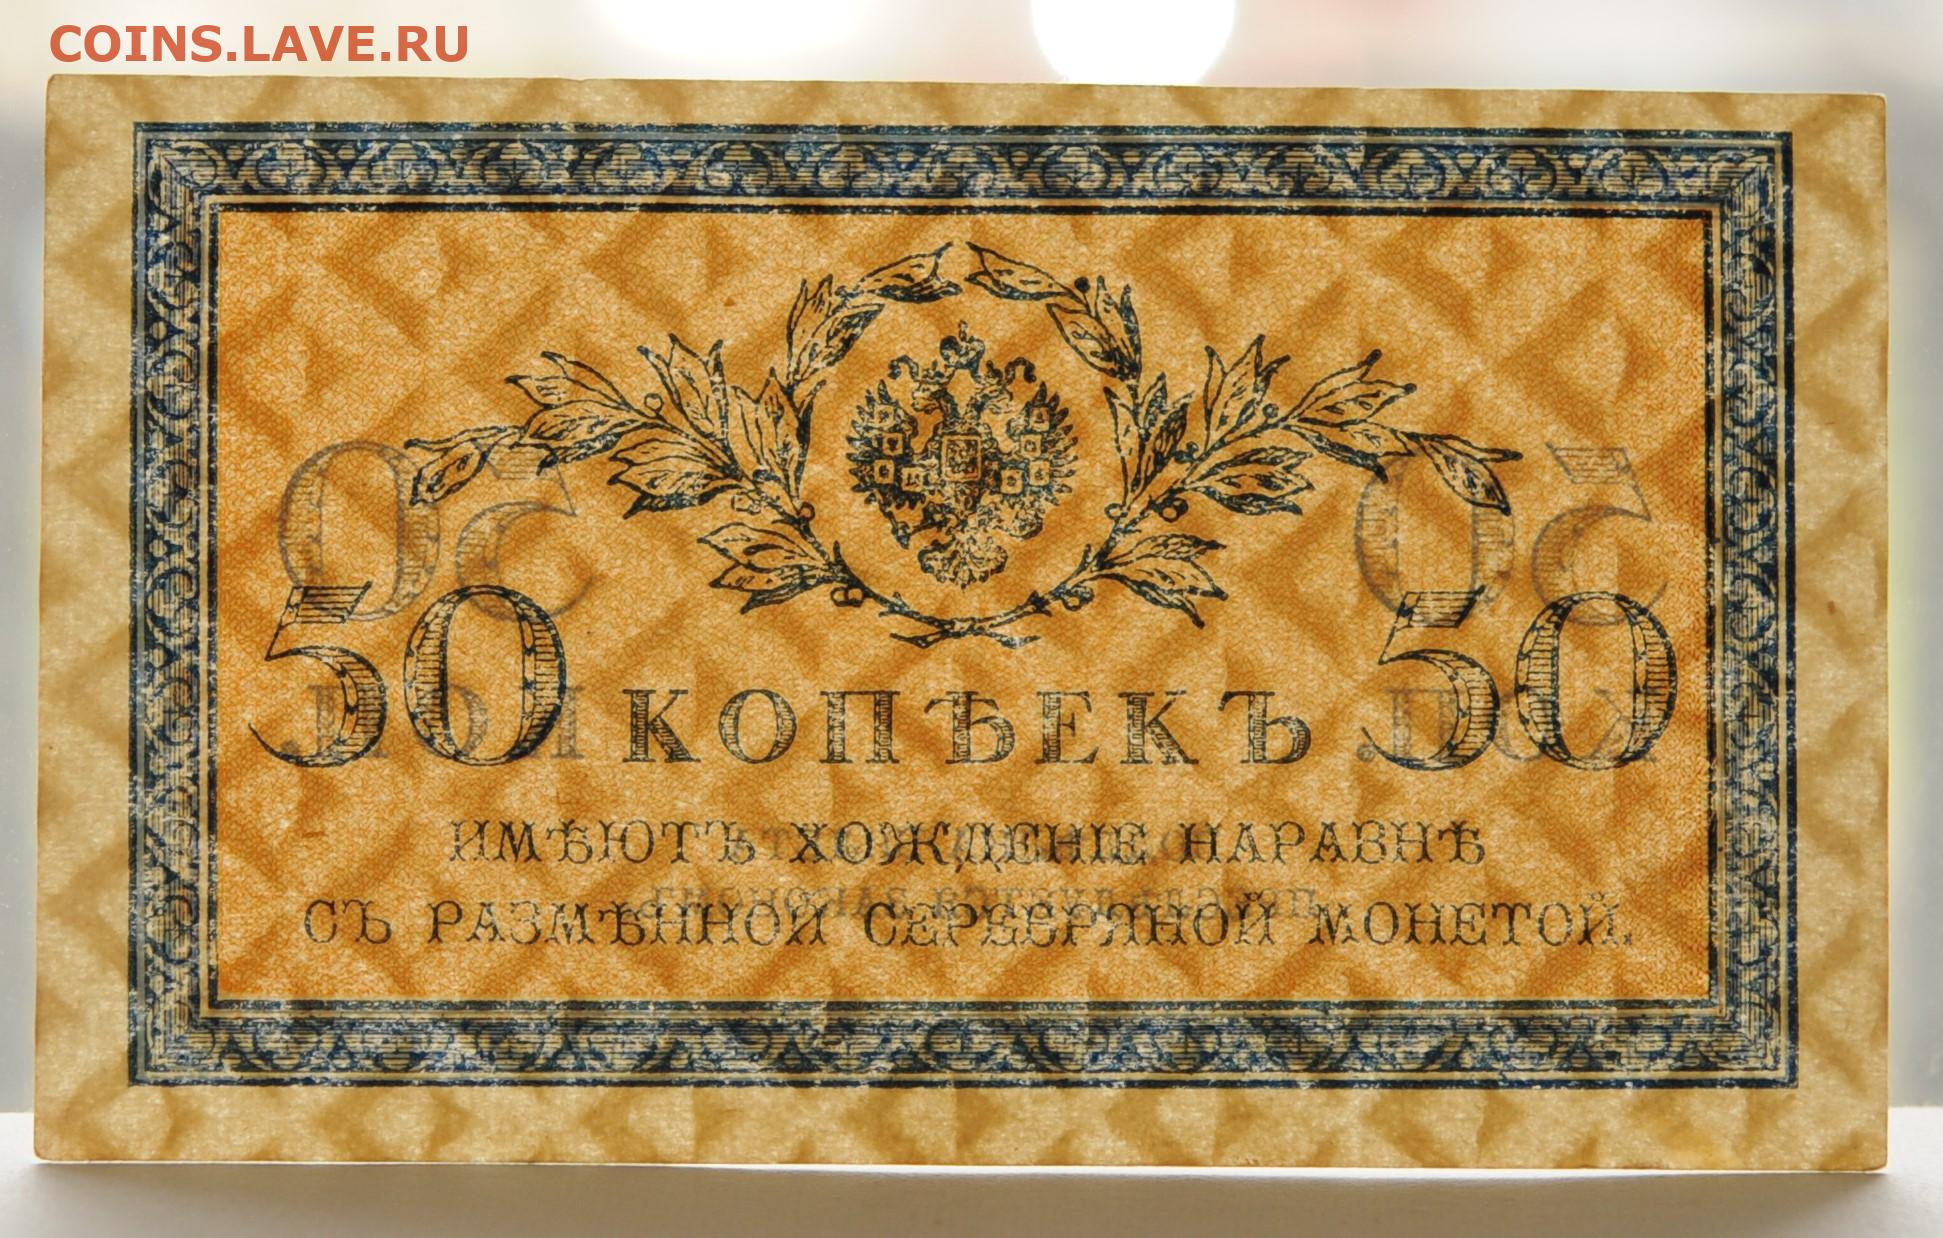 COINS.LAVE.RU
50 КОПѢЕКЪ 50
ИМѢЮТЪ ХОЖДЕНІЕ НАРАВНѢ
СЪ РАЗМѢННОЙ СЕРЕБРЯНОЙ МОНЕТОЙ.